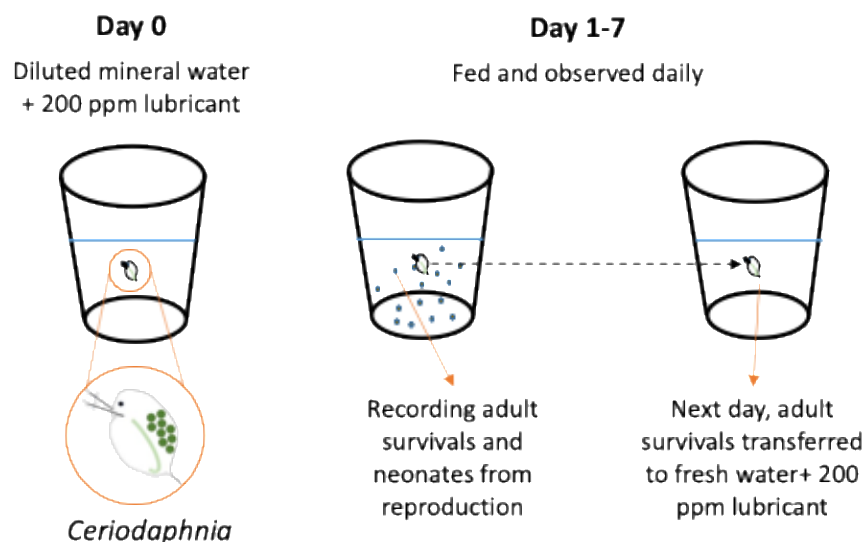 Day 0
Diluted mineral water
+ 200 ppm lubricant
Ceriodaphnia
Day 1-7
Fed and observed daily
Recording adult
survivals and
neonates from
reproduction
Next day, adult
survivals transferred
to fresh water+ 200
ppm lubricant